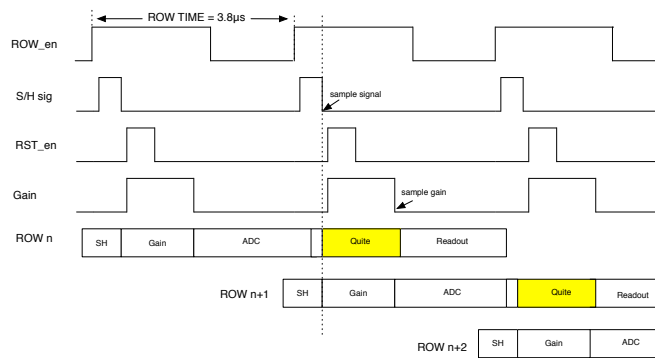 ROW TIME = 3.8µs
ROW_en
S/H sig
sample signal
RST_en
Gain
sample gain
ROW n
SH
Gain
ADC
Quite
Readout
ROW n+1
SH
Gain
ADC
Quite
Readout
ROW n+2
SH
Gain
ADC